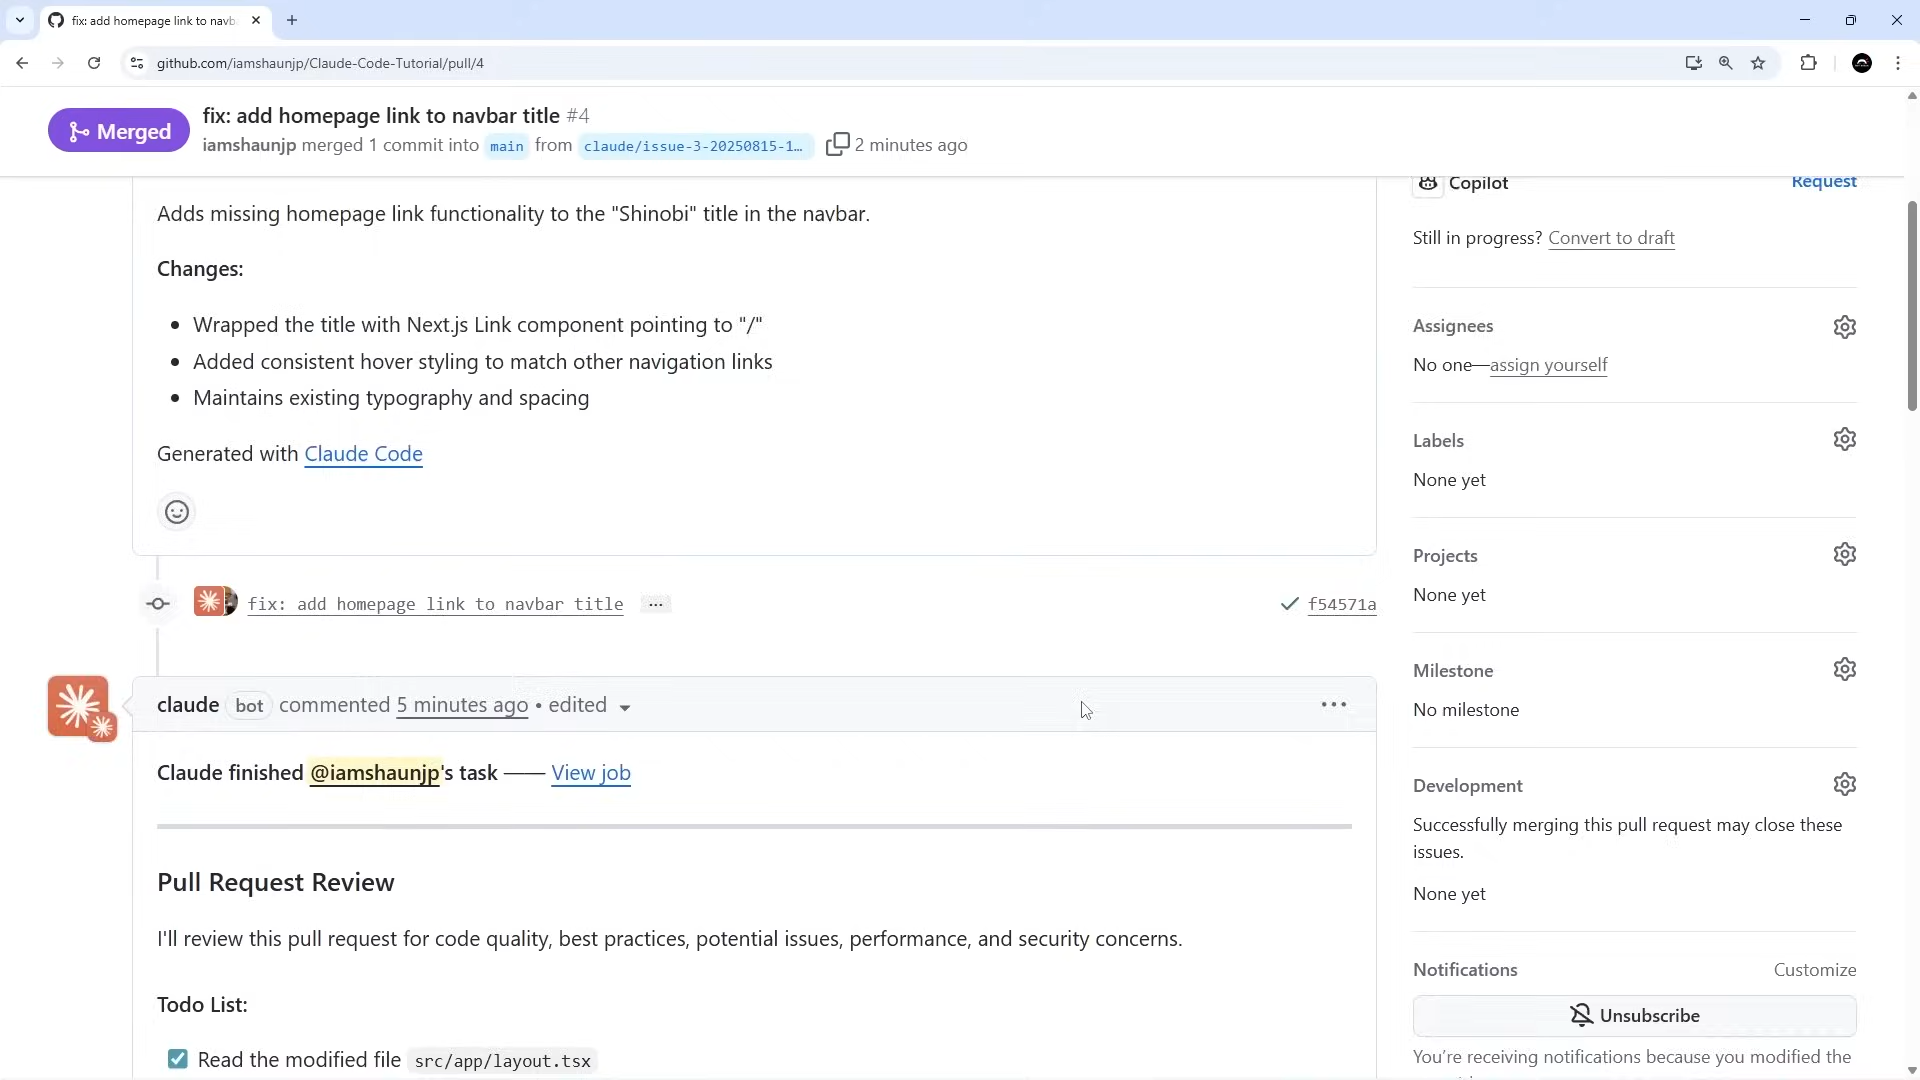 fix: add homepage link to navb
github.com/iamshaunjp/Claude-Code-Tutorial/pull/4
Merged
fix: add homepage link to navbar title #4
iamshaunjp merged 1 commit into main from claude/issue-3-20250815-1… 2 minutes ago
Copilot
Request
Still in progress? Convert to draft
Adds missing homepage link functionality to the "Shinobi" title in the navbar.
Changes:
• Wrapped the title with Next.js Link component pointing to "/"
• Added consistent hover styling to match other navigation links
• Maintains existing typography and spacing
Generated with Claude Code
fix: add homepage link to navbar title ...
f54571a
claude bot commented 5 minutes ago • edited
Claude finished @iamshaunjp's task —— View job
Pull Request Review
I'll review this pull request for code quality, best practices, potential issues, performance, and security concerns.
Todo List:
Read the modified file src/app/layout.tsx
Assignees
No one—assign yourself
Labels
None yet
Projects
None yet
Milestone
No milestone
Development
Successfully merging this pull request may close these
issues.
None yet
Notifications
Customize
Unsubscribe
You're receiving notifications because you modified the